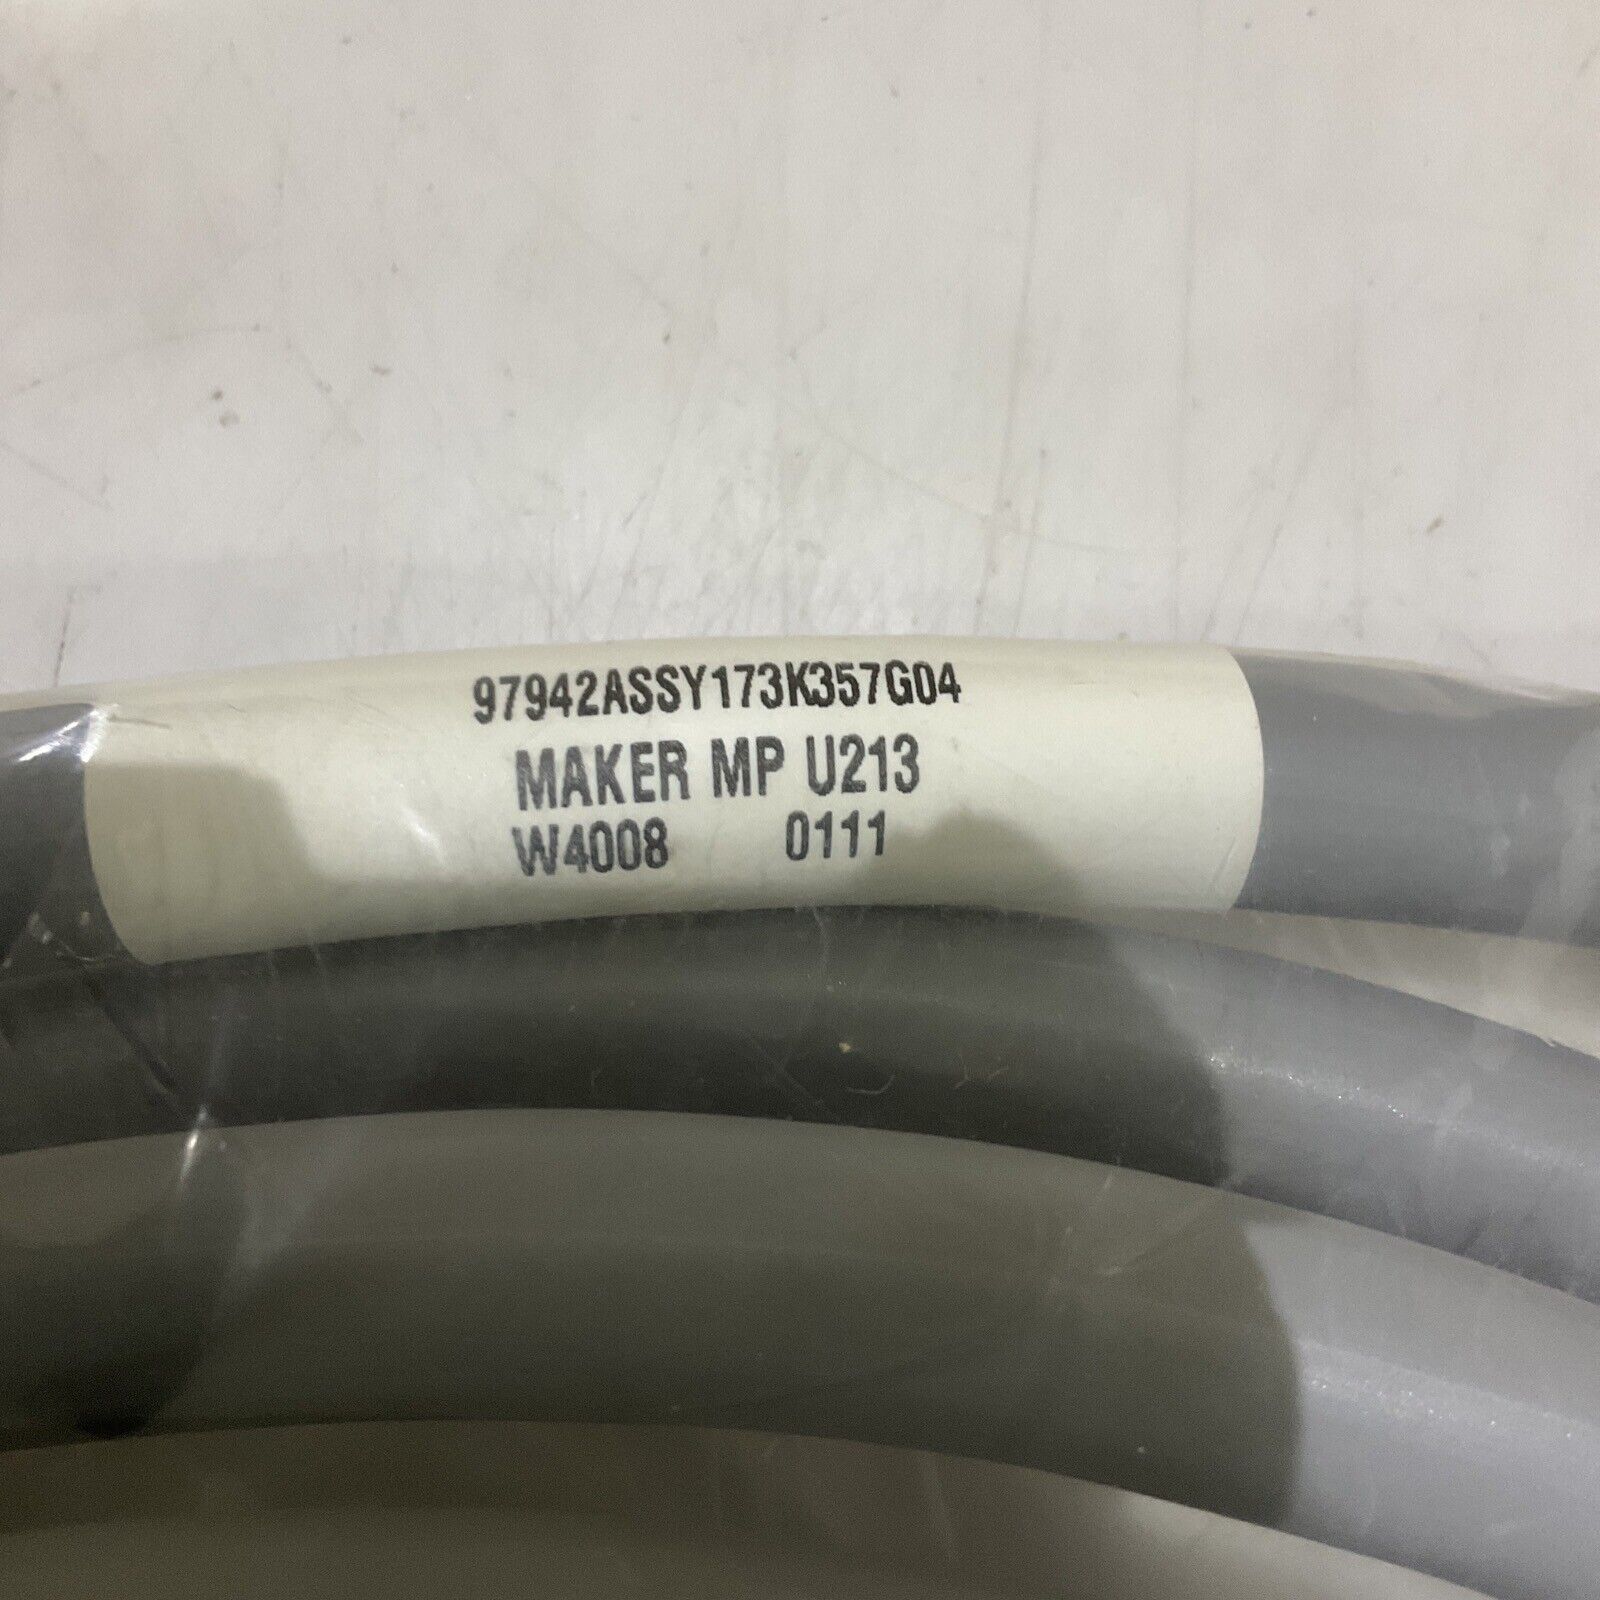 97942ASSY173K357G04
MAKER MP U213
W4008 0111